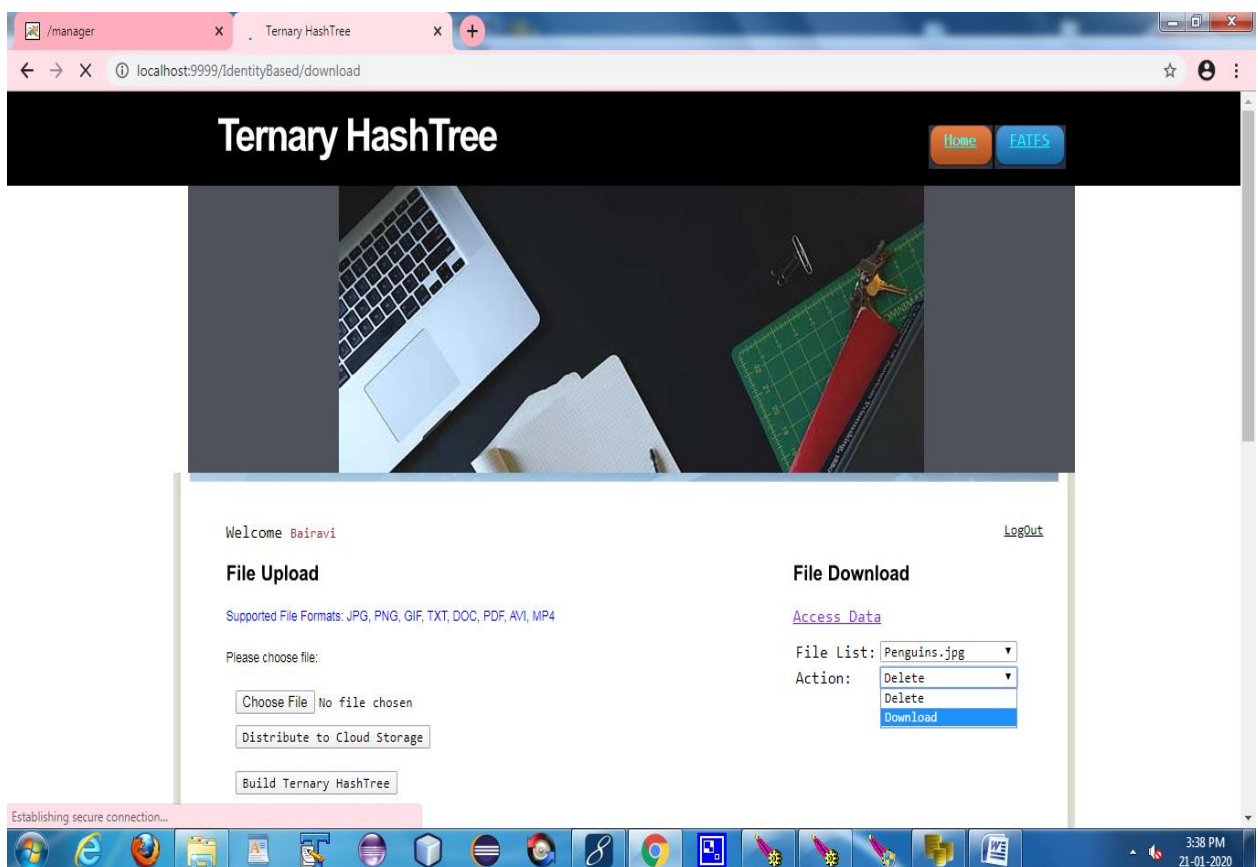 /manager
Ternary HashTree
localhost:9999/IdentityBased/download
Ternary HashTree
Home
FATFS
Welcome Bairavi
LogOut
File Upload
Supported File Formats: JPG, PNG, GIF, TXT, DOC, PDF, AVI, MP4
Please choose file:
Choose File No file chosen
Distribute to Cloud Storage
Build Ternary HashTree
File Download
Access Data
File List: Penguins.jpg
Action: Delete
Delete
Download
Establishing secure connection...
3:38 PM
21-01-2020